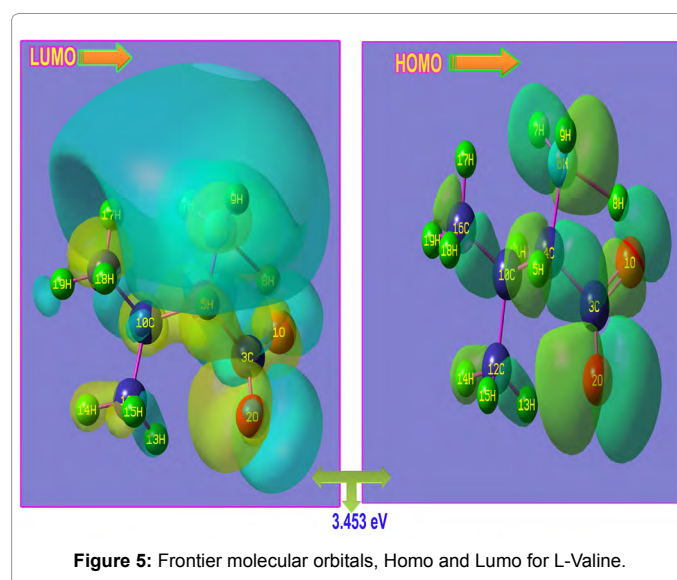 LUMO
HOMO
17H
9H
19H
18H
8H
10C
5H
3C
1O
2O
14H
15H
13H
7H
9H
17H
8H
16C
19H
18H
4C
10C
5H
1O
3C
2O
12C
14H
15H
13H
3.453 eV
Figure 5: Frontier molecular orbitals, Homo and Lumo for L-Valine.